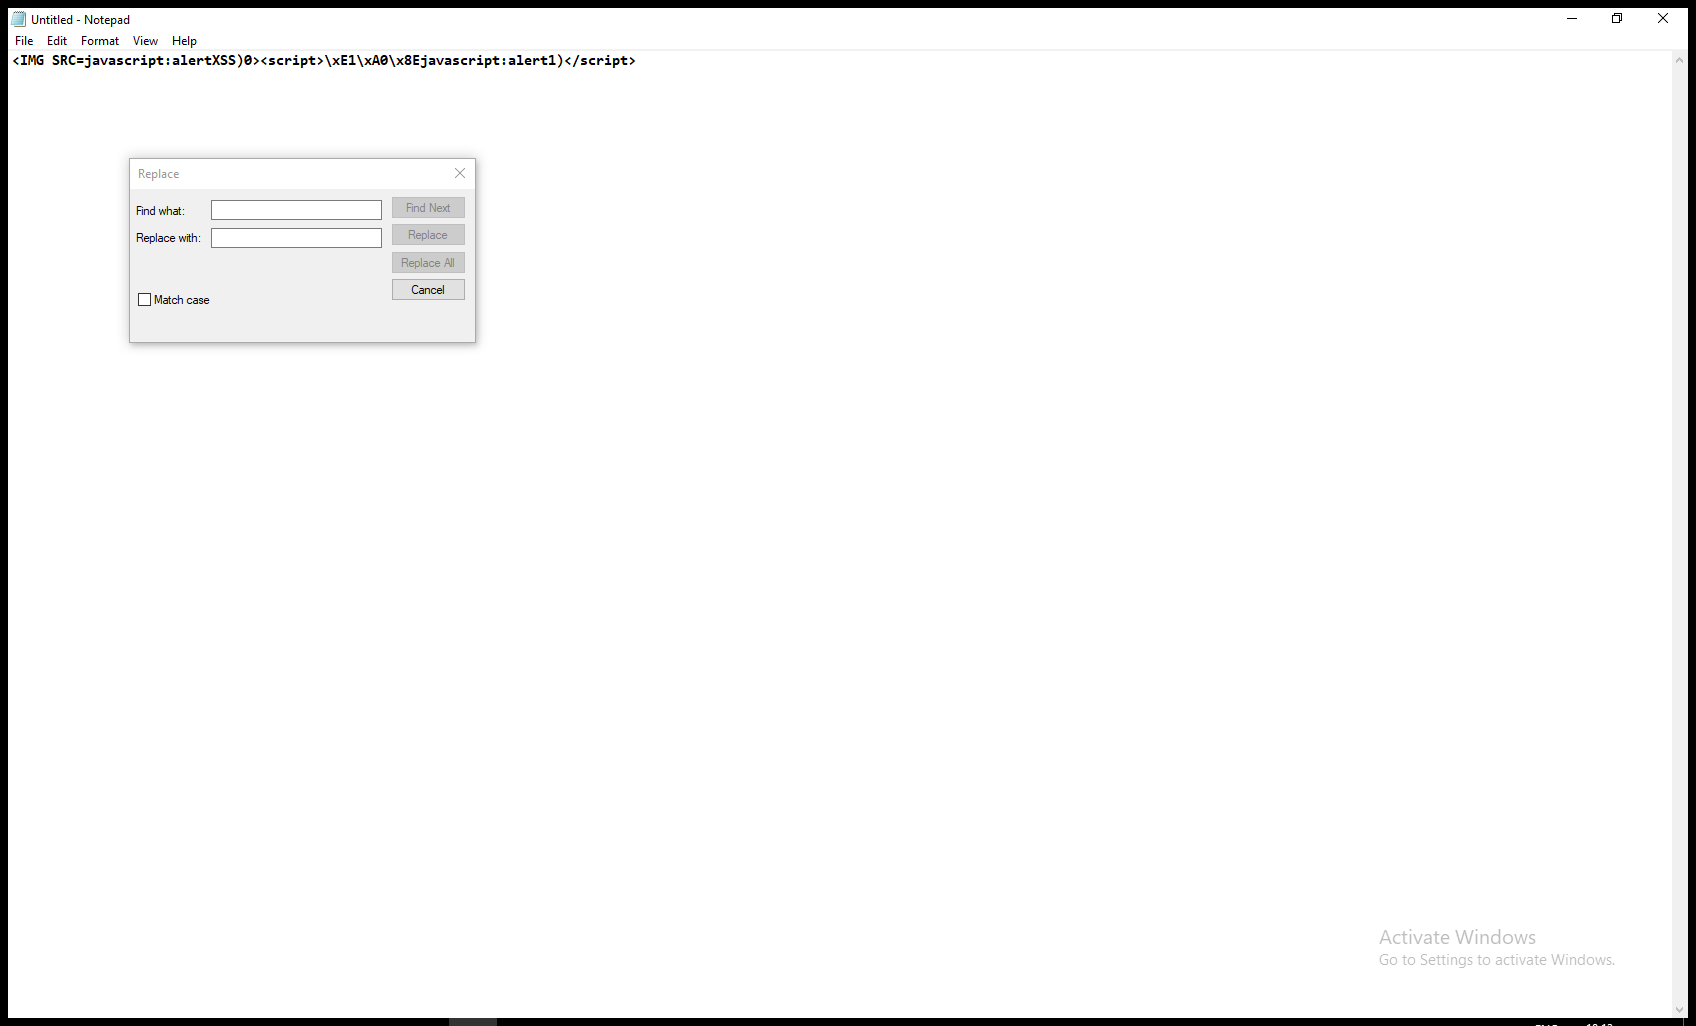 Untitled - Notepad
File Edit Format View Help
<IMG SRC=javascript:alertXSS)0><script>\xE1\xA0\x8Ejavascript:alert1)</script>
Replace
Find what:
Find Next
Replace with:
Replace
Replace All
Cancel
Match case
Activate Windows
Go to Settings to activate Windows.